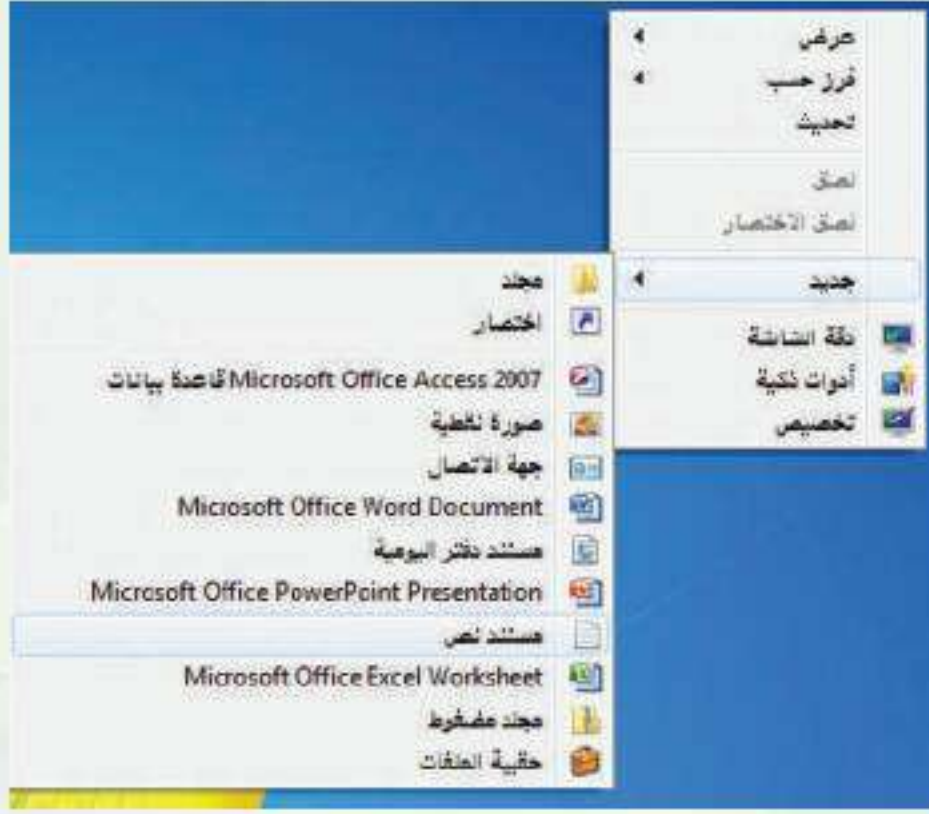 عرض
فرز حسب
تحديث
لصق
لصق الاختصار
جديد
دقة الشاشة
أدوات ذكية
تخصيص
مجلد
اختصار
Microsoft Office Access 2007 قاعدة بيانات
صورة نقطية
جهة الاتصال
Microsoft Office Word Document
مستند دفتر اليومية
Microsoft Office PowerPoint Presentation
مستند نص
Microsoft Office Excel Worksheet
مجلد مضغوط
حقيبة الملفات